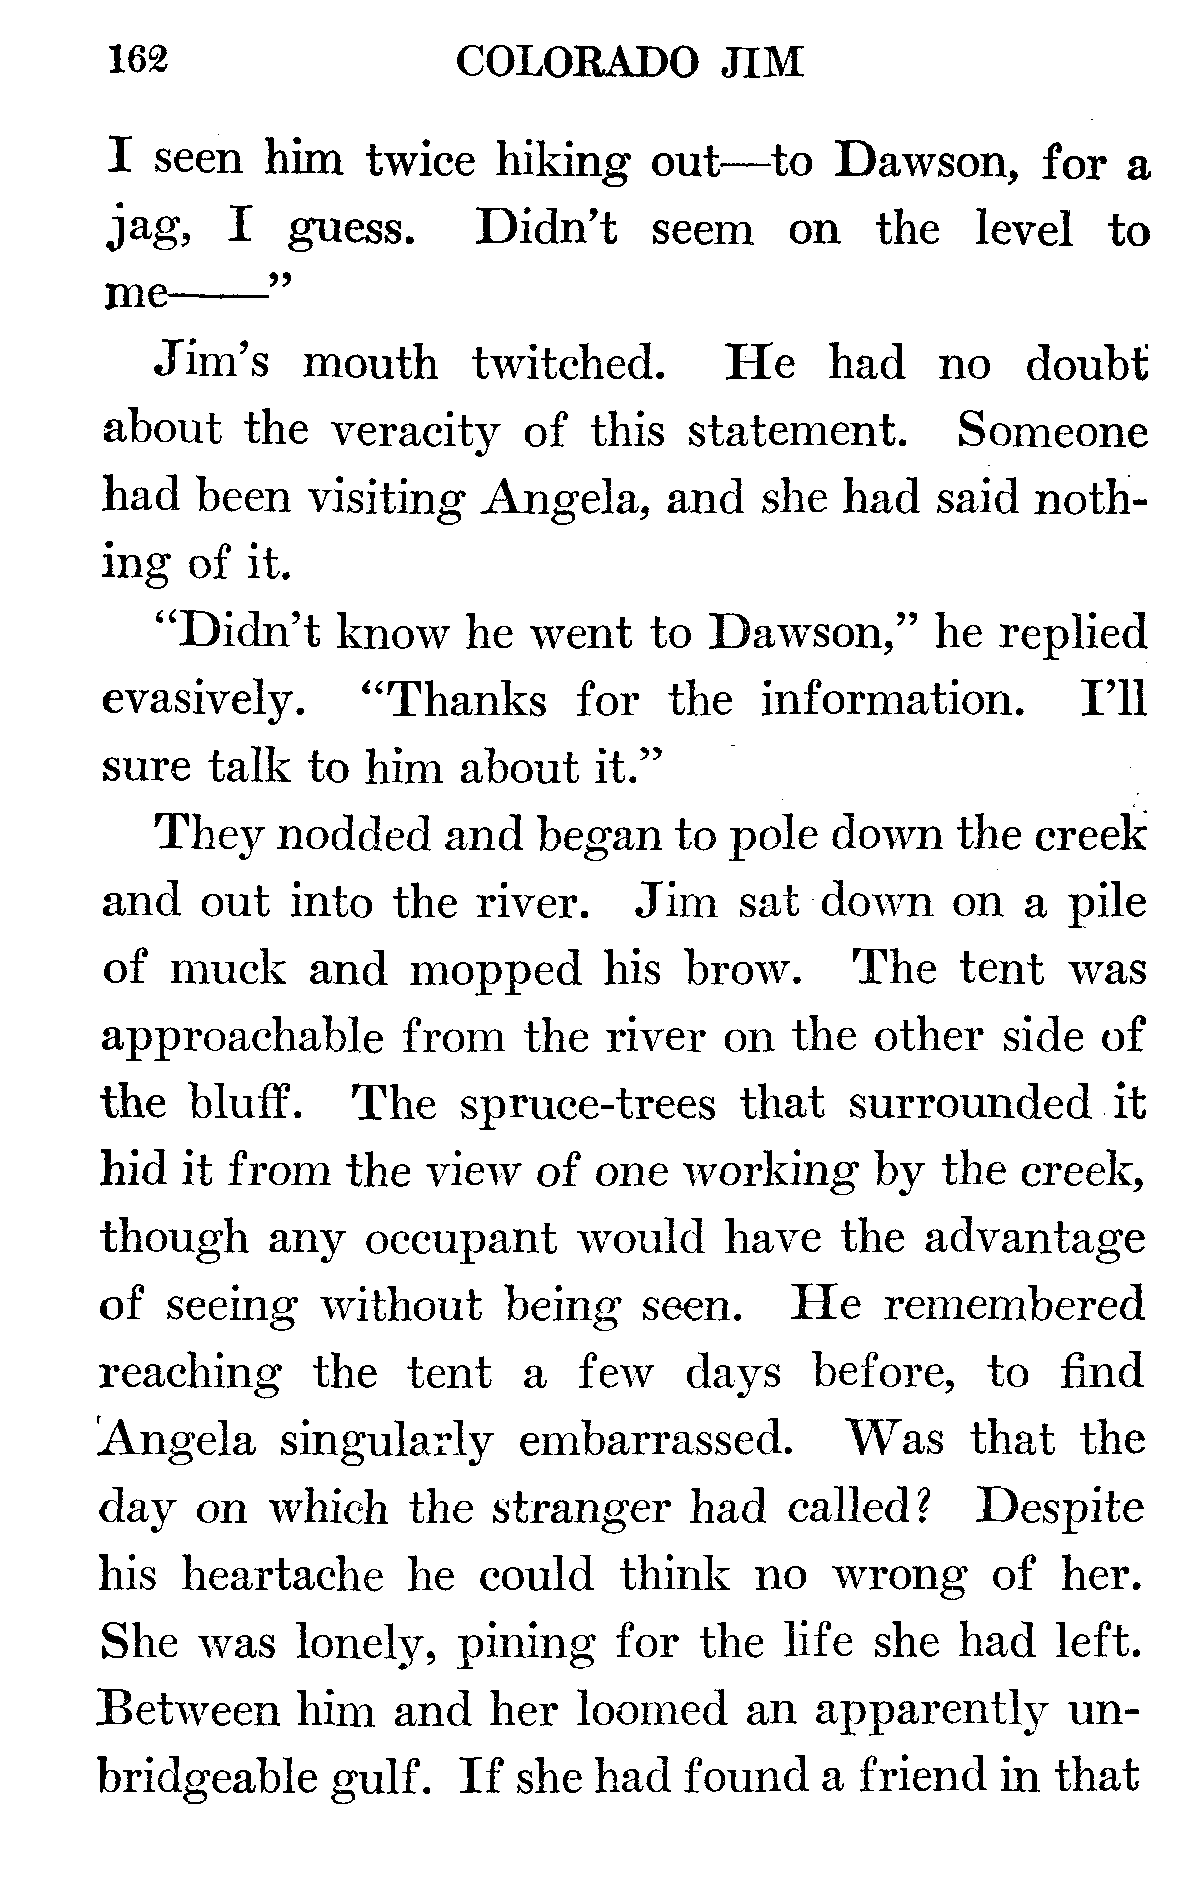 162 COLORADO JIM
I seen him twice hiking out—to Dawson, for a
jag, I guess. Didn't seem on the level to
me——"
Jim's mouth twitched. He had no doubt
about the veracity of this statement. Someone
had been visiting Angela, and she had said noth-
ing of it.
"Didn't know he went to Dawson," he replied
evasively. "Thanks for the information. I'll
sure talk to him about it."
They nodded and began to pole down the creek
and out into the river. Jim sat down on a pile
of muck and mopped his brow. The tent was
approachable from the river on the other side of
the bluff. The spruce-trees that surrounded it
hid it from the view of one working by the creek,
though any occupant would have the advantage
of seeing without being seen. He remembered
reaching the tent a few days before, to find
Angela singularly embarrassed. Was that the
day on which the stranger had called? Despite
his heartache he could think no wrong of her.
She was lonely, pining for the life she had left.
Between him and her loomed an apparently un-
bridgeable gulf. If she had found a friend in that